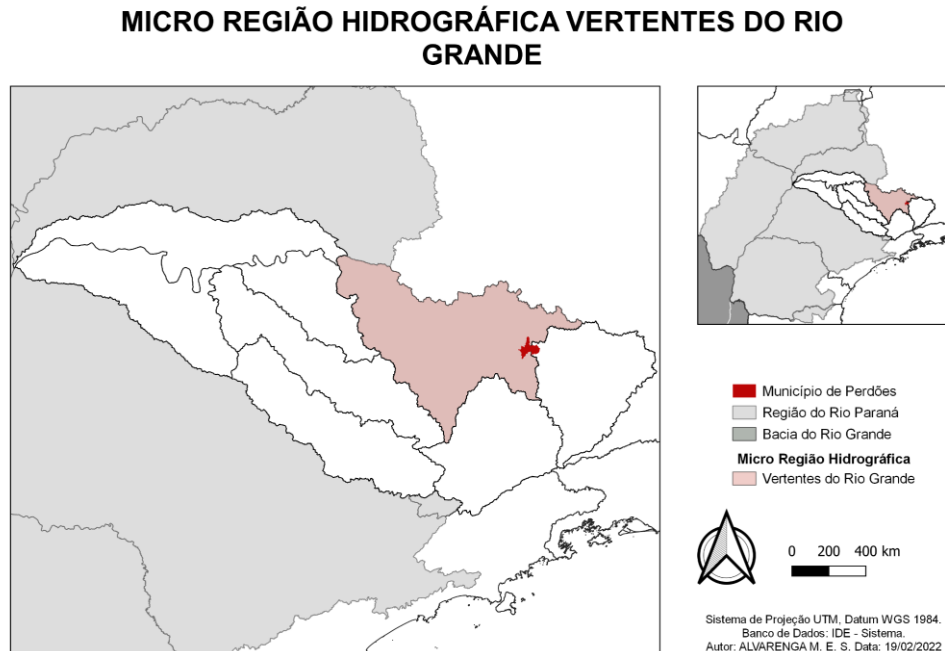 MICRO REGIÃO HIDROGRÁFICA VERTENTES DO RIO
GRANDE
Município de Perdões
Região do Rio Paraná
Bacia do Rio Grande
Micro Região Hidrográfica
Vertentes do Rio Grande
0 200 400 km
Sistema de Projeção UTM, Datum WGS 1984.
Banco de Dados: IDE - Sistema.
Autor: ALVARENGA M. E. S. Data: 19/02/2022